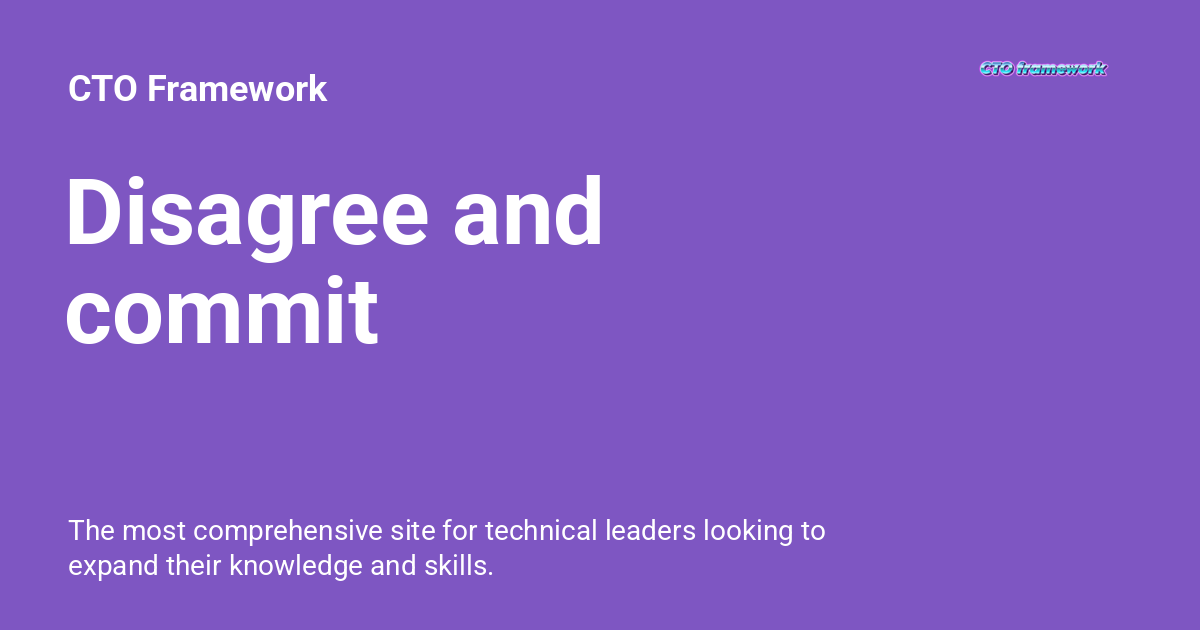 CTO Framework
CTO framework
Disagree and
commit
The most comprehensive site for technical leaders looking to
expand their knowledge and skills.